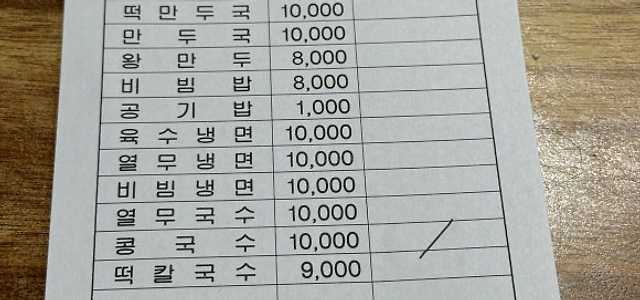 떡 만 두 국 10,000
만 두 국 10,000
왕 만 두 8,000
비 빔 밥 8,000
공 기 밥 1,000
육 수 냉 면 10,000
열 무 냉 면 10,000
비 빔 냉 면 10,000
열 무 국 수 10,000
콩 국 수 10,000 /
떡 칼 국 수 9,000